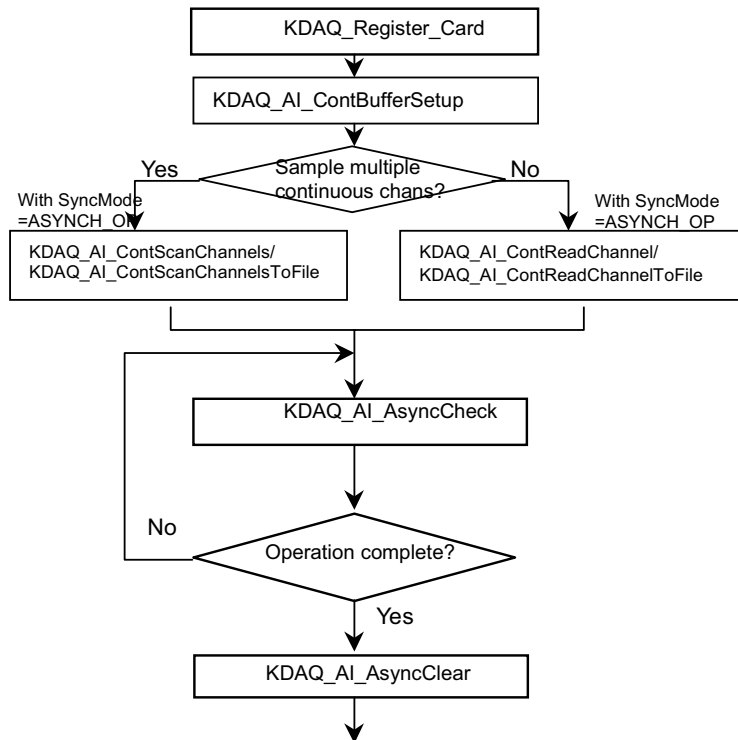 KDAQ_Register_Card
KDAQ_AI_ContBufferSetup
Yes
Sample multiple
continuous chans?
No
With SyncMode
=ASYNCH_OP
With SyncMode
=ASYNCH_OP
KDAQ_AI_ContScanChannels/
KDAQ_AI_ContScanChannelsToFile
KDAQ_AI_ContReadChannel/
KDAQ_AI_ContReadChannelToFile
KDAQ_AI_AsyncCheck
No
Operation complete?
Yes
KDAQ_AI_AsyncClear